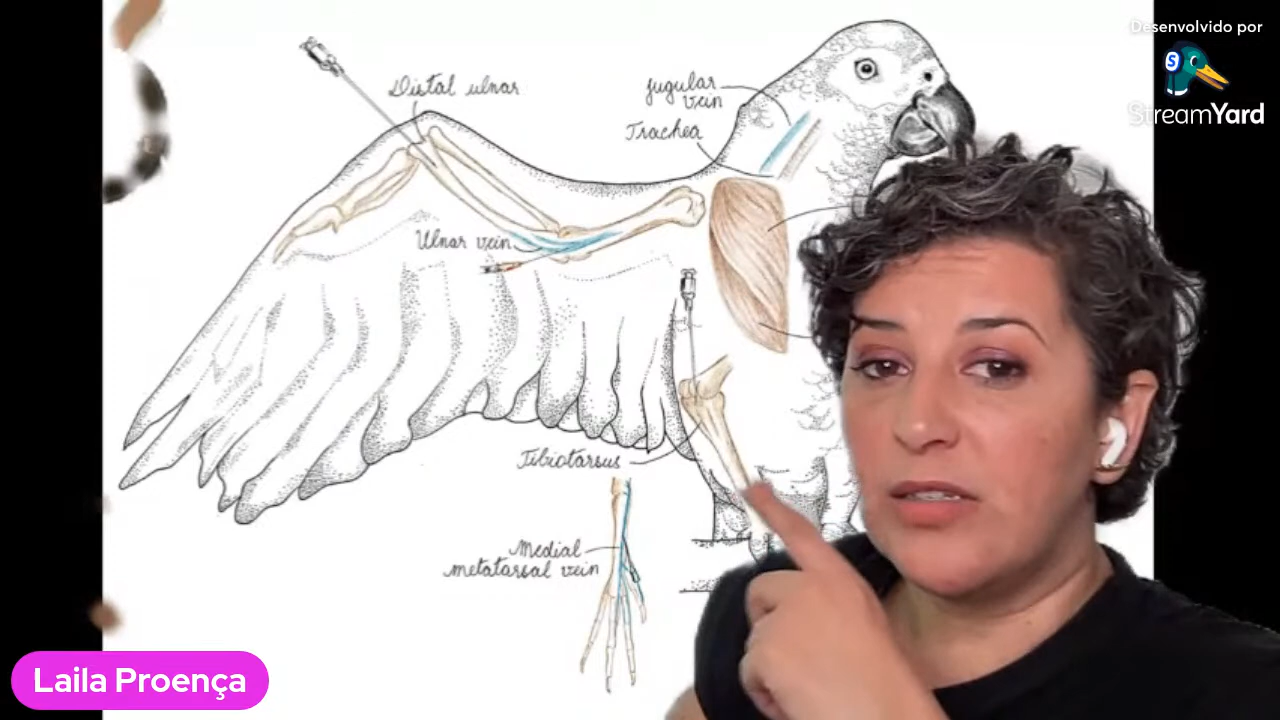 Desenvolvido por
S
StreamYard
Distal ulnar
Jugular
vein
Trachea
Ulnar vein
Tibiotarsus
Medial
metatarsal vein
Laila Proença